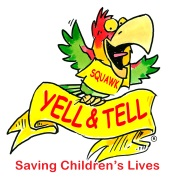 SQUAWK
YELL & TELL
®
Saving Children's Lives